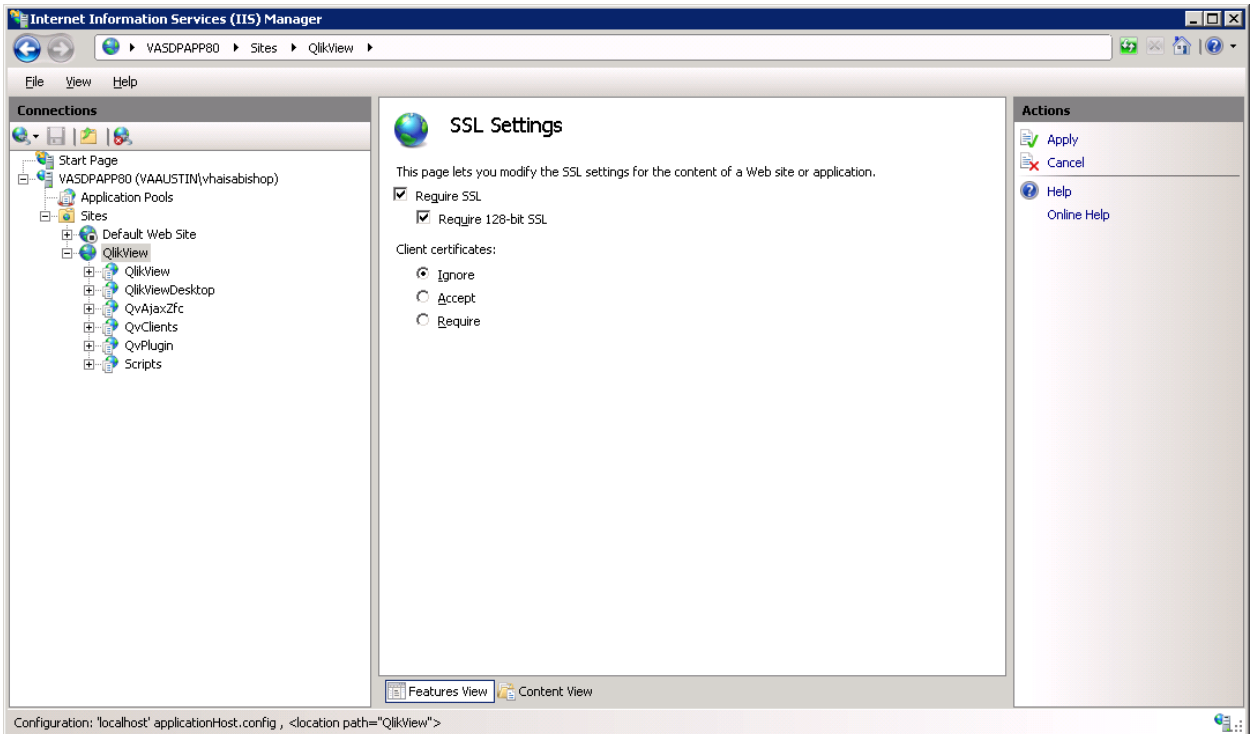 Internet Information Services (IIS) Manager
VASDPAPP80 Sites QlikView
File View Help
Connections
Start Page
VASDPAPP80 (VAAUSTIN\vhaisabishop)
Application Pools
Sites
Default Web Site
QlikView
QlikView
QlikViewDesktop
QvAjaxZfc
QvClients
QvPlugin
Scripts
SSL Settings
This page lets you modify the SSL settings for the content of a Web site or application.
Require SSL
Require 128-bit SSL
Client certificates:
Ignore
Accept
Require
Features View Content View
Actions
Apply
Cancel
Help
Online Help
Configuration: 'localhost' applicationHost.config , <location path="QlikView">